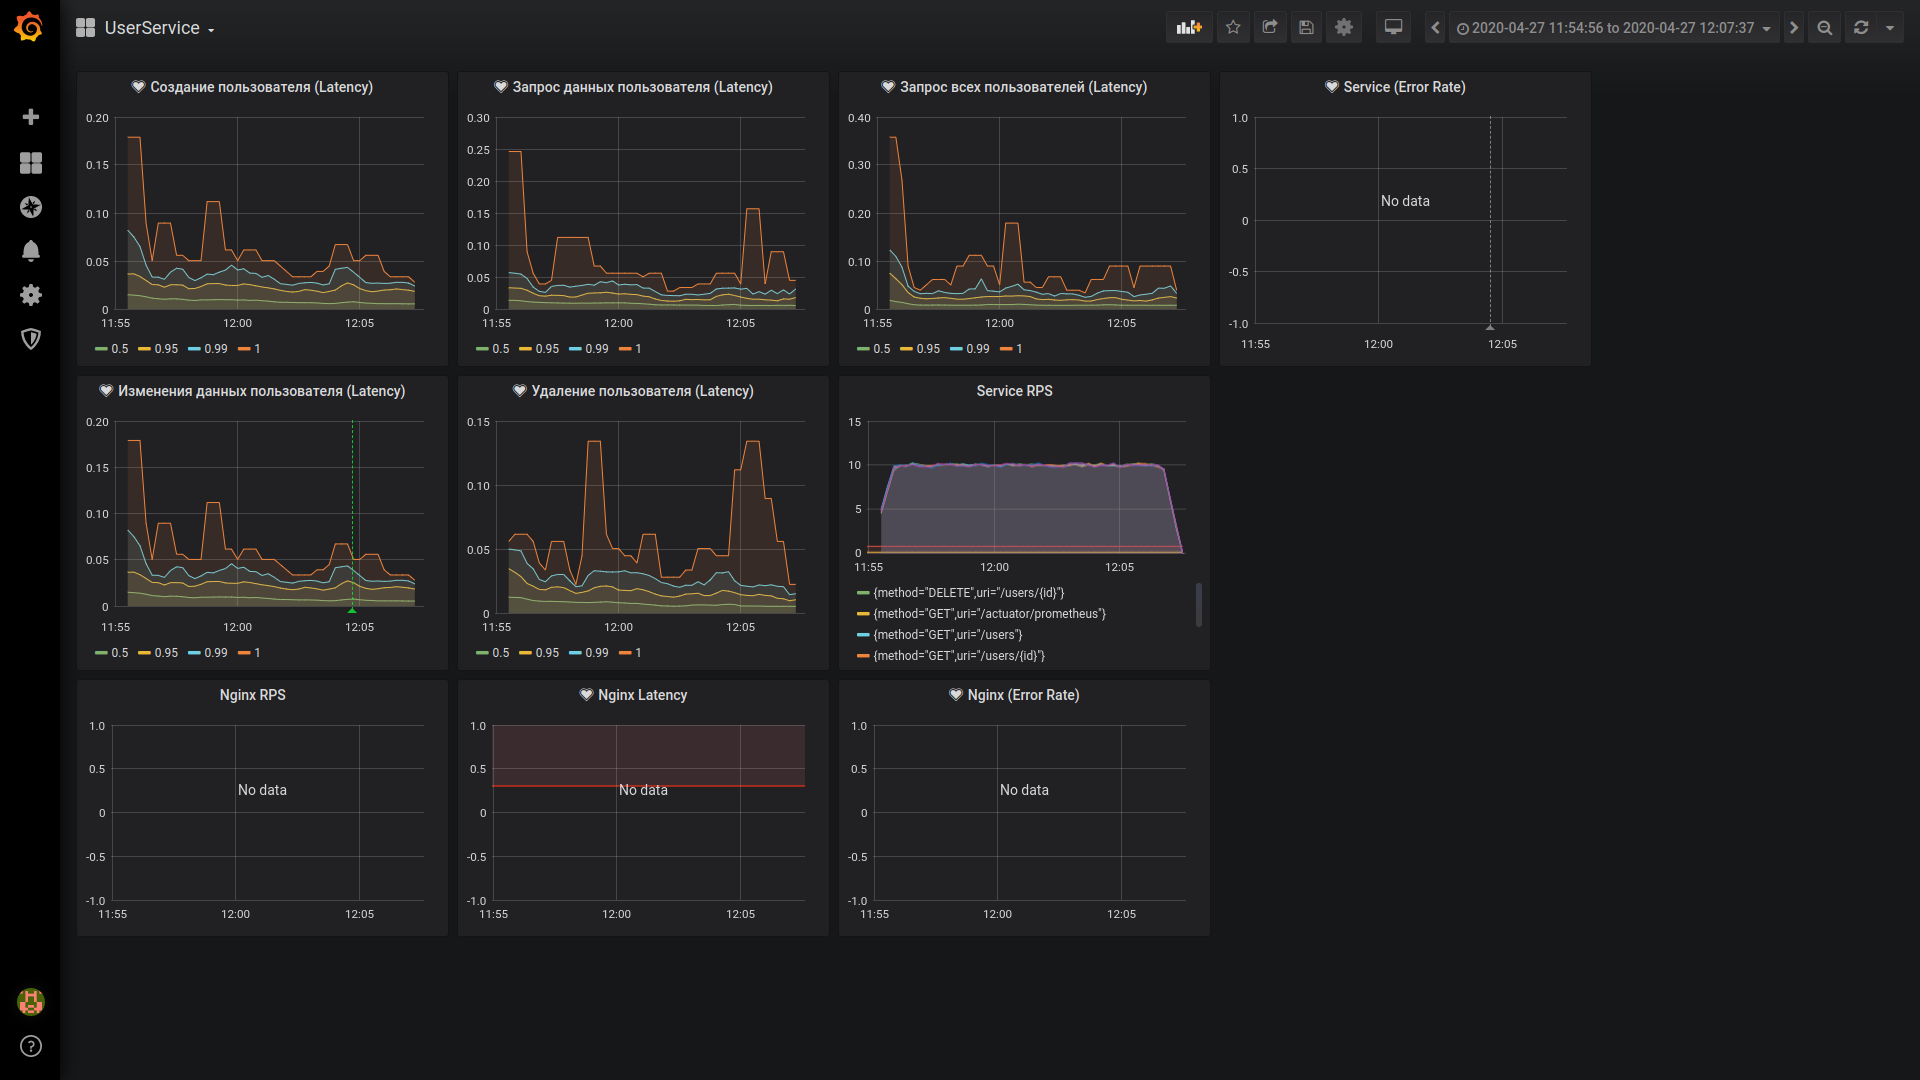 UserService
2020-04-27 11:54:56 to 2020-04-27 12:07:37
Создание пользователя (Latency)
0.20
0.15
0.10
0.05
0
11:55 12:00 12:05
0.5 0.95 0.99 1
Запрос данных пользователя (Latency)
0.30
0.25
0.20
0.15
0.10
0.05
0
11:55 12:00 12:05
0.5 0.95 0.99 1
Запрос всех пользователей (Latency)
0.40
0.30
0.20
0.10
0
11:55 12:00 12:05
0.5 0.95 0.99 1
Service (Error Rate)
1.0
0.5
No data
0
-0.5
-1.0
11:55 12:00 12:05
Изменения данных пользователя (Latency)
0.20
0.15
0.10
0.05
0
11:55 12:00 12:05
0.5 0.95 0.99 1
Удаление пользователя (Latency)
0.15
0.10
0.05
0
11:55 12:00 12:05
0.5 0.95 0.99 1
Service RPS
15
10
5
0
11:55 12:00 12:05
{method="DELETE",uri="/users/{id}"}
{method="GET",uri="/actuator/prometheus"}
{method="GET",uri="/users"}
{method="GET",uri="/users/{id}"}
Nginx RPS
1.0
0.5
No data
0
-0.5
-1.0
11:55 12:00 12:05
Nginx Latency
1.0
0.5
No data
0
-0.5
-1.0
11:55 12:00 12:05
Nginx (Error Rate)
1.0
0.5
No data
0
-0.5
-1.0
11:55 12:00 12:05
?